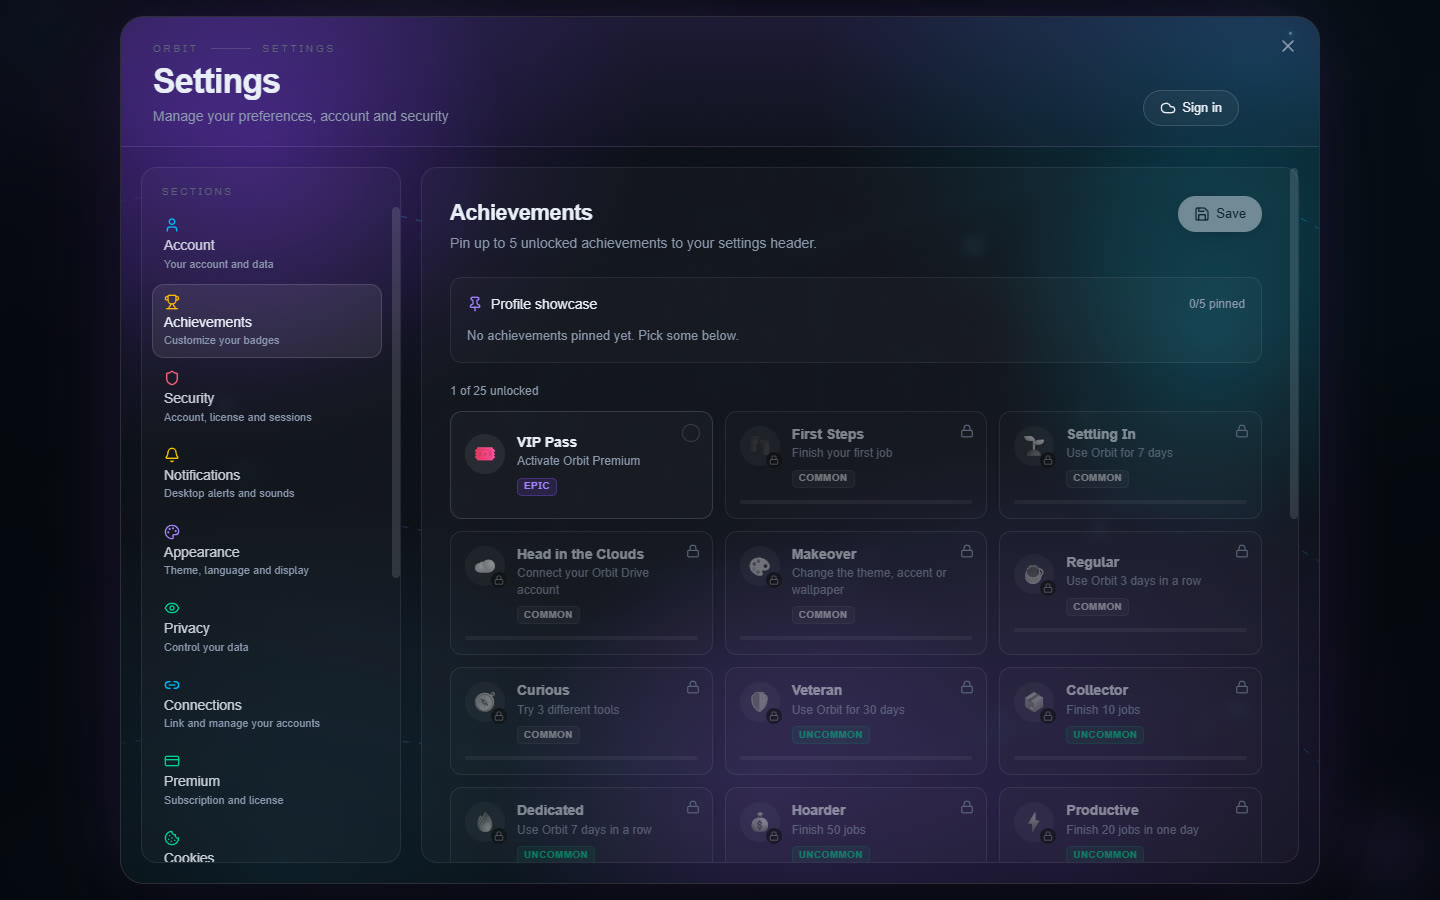 ORBIT SETTINGS
Settings
Manage your preferences, account and security
Sign in
SECTIONS
Account
Your account and data
Achievements
Customize your badges
Security
Account, license and sessions
Notifications
Desktop alerts and sounds
Appearance
Theme, language and display
Privacy
Control your data
Connections
Link and manage your accounts
Premium
Subscription and license
Cookies
Achievements
Save
Pin up to 5 unlocked achievements to your settings header.
Profile showcase
0/5 pinned
No achievements pinned yet. Pick some below.
1 of 25 unlocked
VIP Pass
Activate Orbit Premium
EPIC
First Steps
Finish your first job
COMMON
Settling In
Use Orbit for 7 days
COMMON
Head in the Clouds
Connect your Orbit Drive
account
COMMON
Makeover
Change the theme, accent or
wallpaper
COMMON
Regular
Use Orbit 3 days in a row
COMMON
Curious
Try 3 different tools
COMMON
Veteran
Use Orbit for 30 days
UNCOMMON
Collector
Finish 10 jobs
UNCOMMON
Dedicated
Use Orbit 7 days in a row
UNCOMMON
Hoarder
Finish 50 jobs
UNCOMMON
Productive
Finish 20 jobs in one day
UNCOMMON